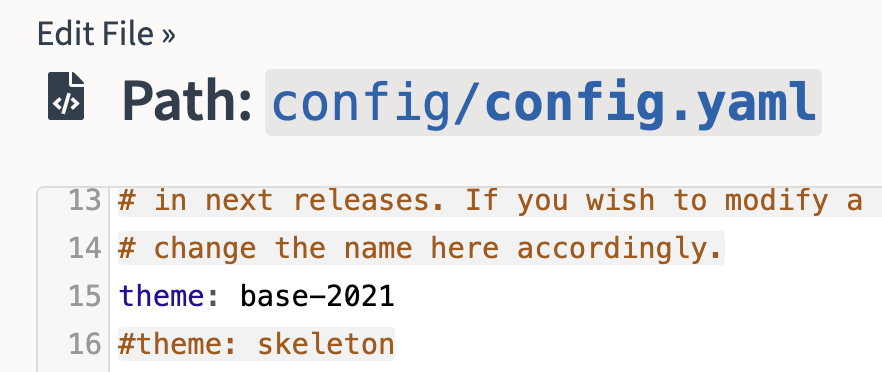 Edit File »
Path: config/config.yaml
13 # in next releases. If you wish to modify a
14 # change the name here accordingly.
15 theme: base-2021
16 #theme: skeleton